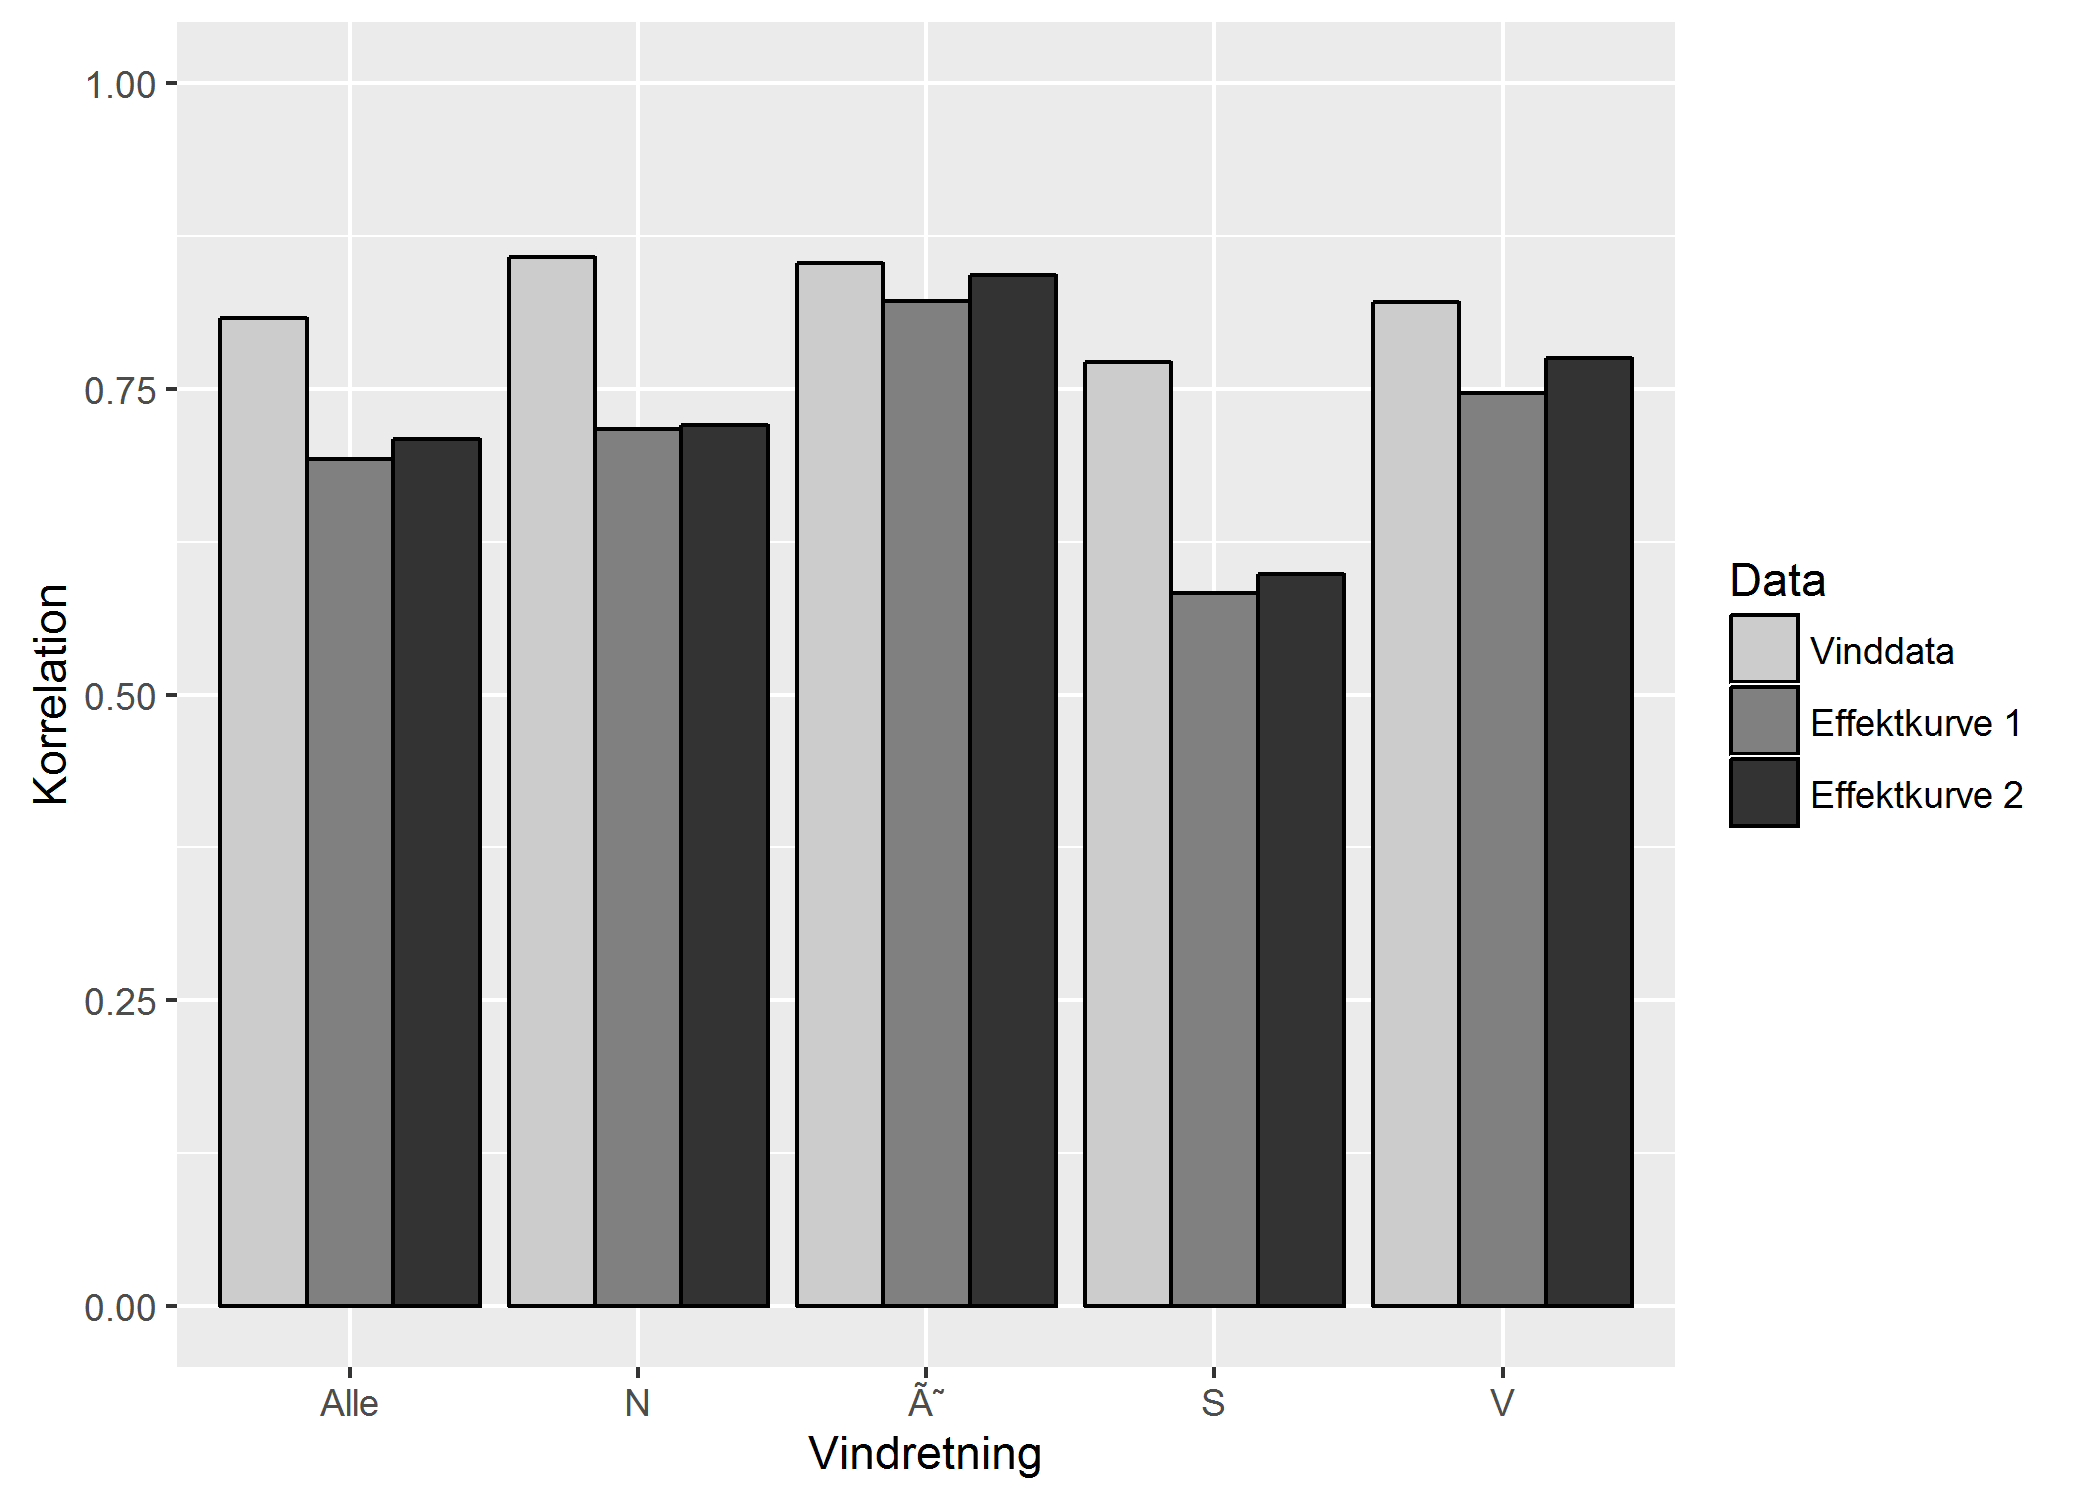 1.00
0.75
0.50
0.25
0.00
Korrelation
Alle
N
Ã˜
S
V
Vindretning
Data
Vinddata
Effektkurve 1
Effektkurve 2